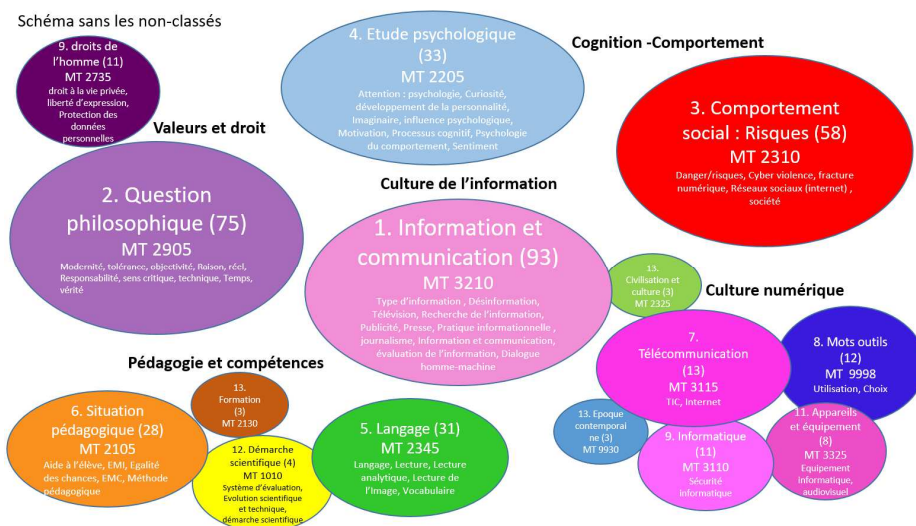 Schéma sans les non-classés
9. droits de
l'homme (11)
MT 2735
droit à la vie privée,
liberté d'expression,
Protection des
données
personnelles
Valeurs et droit
4. Etude psychologique
(33)
MT 2205
Attention : psychologie, Curiosité,
développement de la personnalité,
Imaginaire, influence psychologique,
Motivation, Processus cognitif, Psychologie
du comportement, Sentiment
Cognition -Comportement
3. Comportement
social : Risques (58)
MT 2310
Danger/risques, Cyber violence, fracture
numérique, Réseaux sociaux (internet) ,
société
2. Question
philosophique (75)
MT 2905
Modernité, tolérance, objectivité, Raison, réel,
Responsabilité, sens critique, technique, Temps,
vérité
Culture de l'information
1. Information et
communication (93)
MT 3210
Type d'information , Désinformation,
Télévision, Recherche de l'information,
Publicité, Presse, Pratique informationnelle ,
journalisme, Information et communication,
évaluation de l'information, Dialogue
homme-machine
13.
Civilisation et
culture (3)
MT 2325
Culture numérique
7.
Télécommunication
(13)
MT 3115
TIC, Internet
8. Mots outils
(12)
MT 9998
Utilisation, Choix
13. Epoque
contempora
ine (3)
MT 9930
9. Informatique
(11)
MT 3110
Sécurité
informatique
11. Appareils et
équipement
(8)
MT 3325
Equipement
informatique,
audiovisuel
Pédagogie et compétences
13.
Formation
(3)
MT 2130
6. Situation
pédagogique (28)
MT 2105
Aide à l'élève, EMI, Egalité
des chances, EMC, Méthode
pédagogique
12. Démarche
scientifique (4)
MT 1010
Système d'évaluation,
Evolution scientifique
et technique,
démarche scientifique
5. Langage (31)
MT 2345
Langage, Lecture, Lecture
analytique, Lecture de
l'Image, Vocabulaire